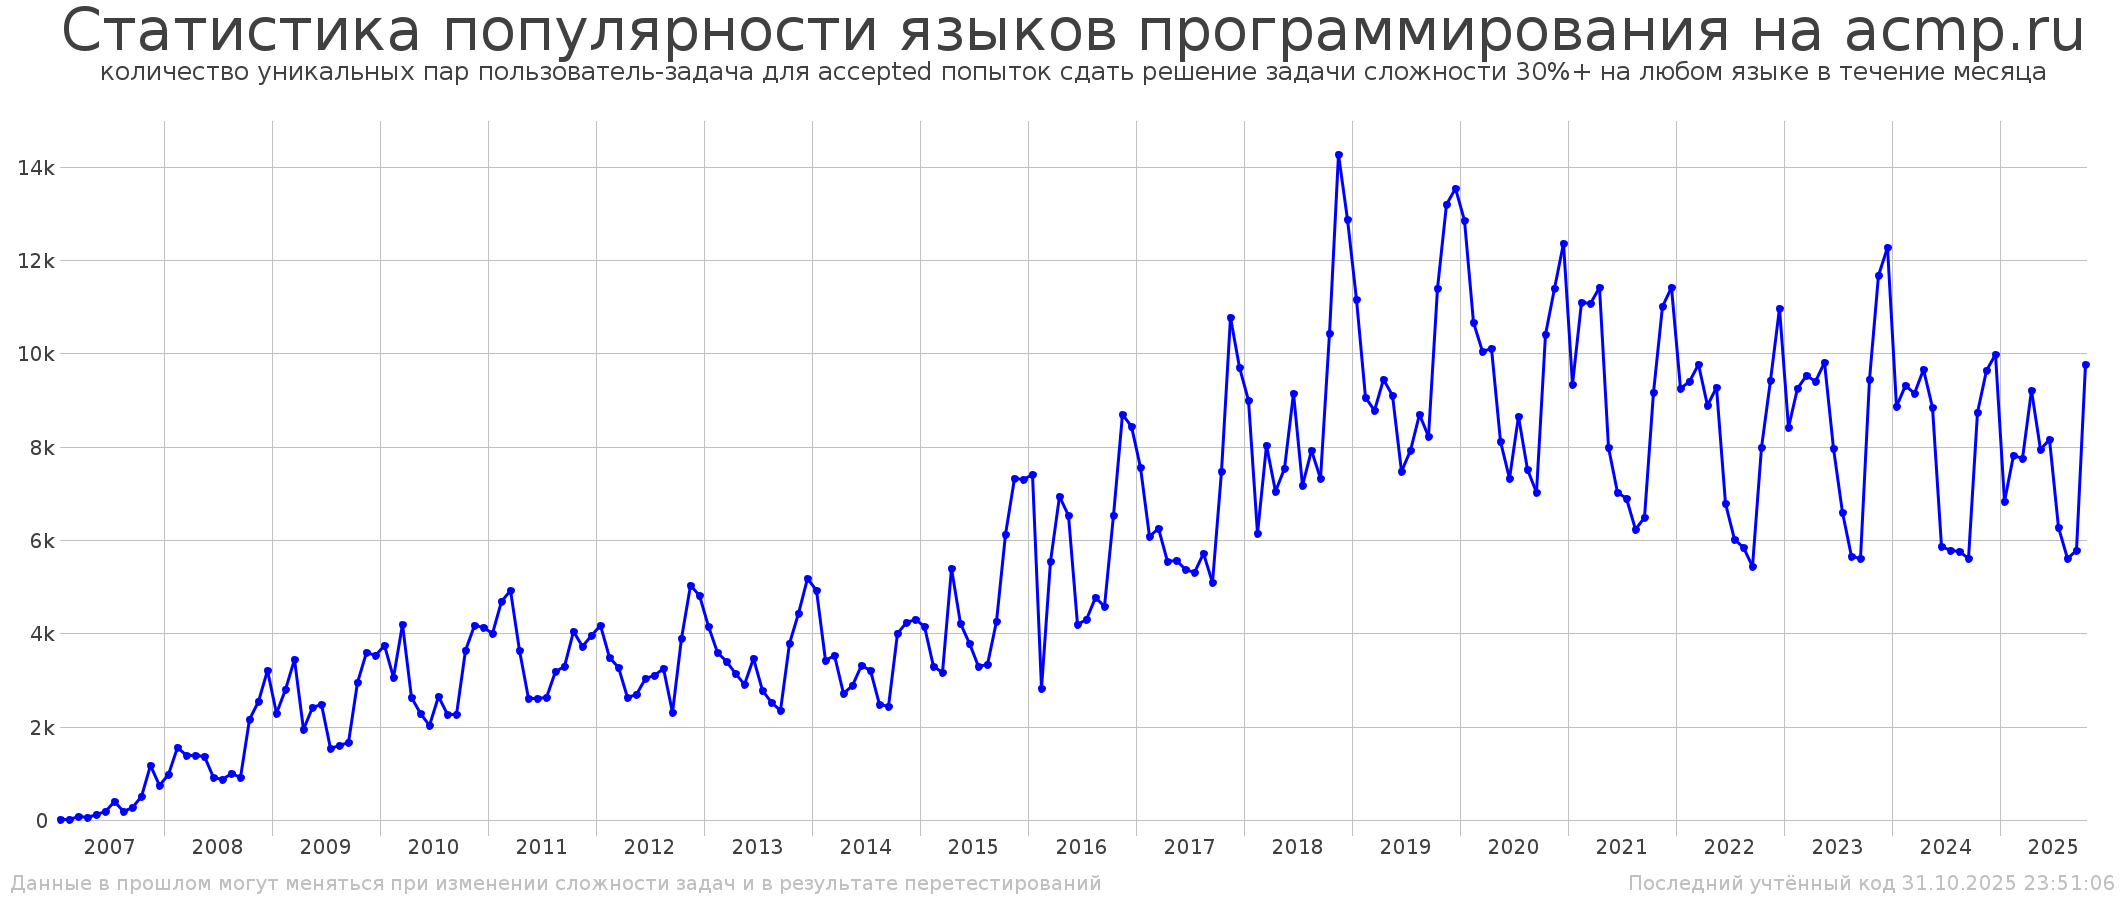 Статистика популярности языков программирования на acmp.ru
количество уникальных пар пользователь-задача для accepted попыток сдать решение задачи сложности 30%+ на любом языке в течение месяца
14k
12k
10k
8k
6k
4k
2k
0
2007 2008 2009 2010 2011 2012 2013 2014 2015 2016 2017 2018 2019 2020 2021 2022 2023 2024 2025
Данные в прошлом могут меняться при изменении сложности задач и в результате перетестирований
Последний учтённый код 31.10.2025 23:51:06